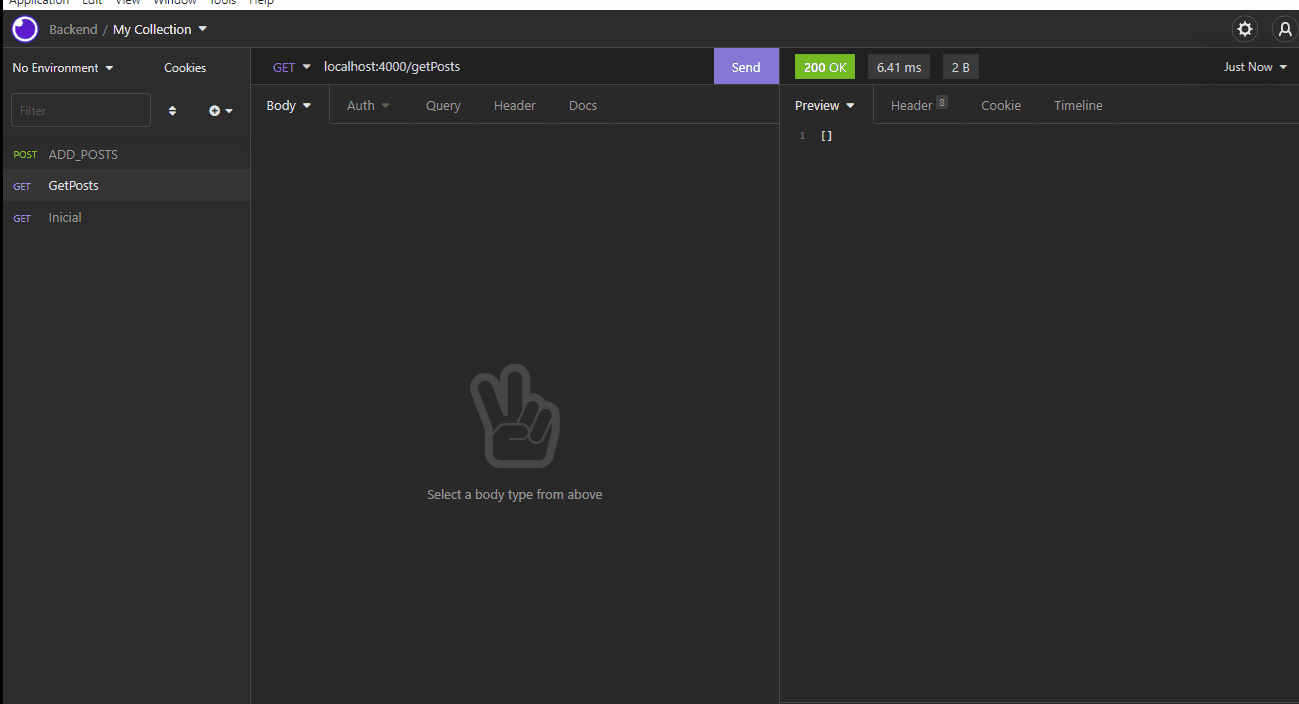 Application Edit View Window Tools Help
Backend / My Collection
No Environment Cookies
GET localhost:4000/getPosts Send
200 OK 6.41 ms 2 B Just Now
Filter
Body Auth Query Header Docs
Preview Header 8 Cookie Timeline
1 []
POST ADD_POSTS
GET GetPosts
GET Inicial
Select a body type from above